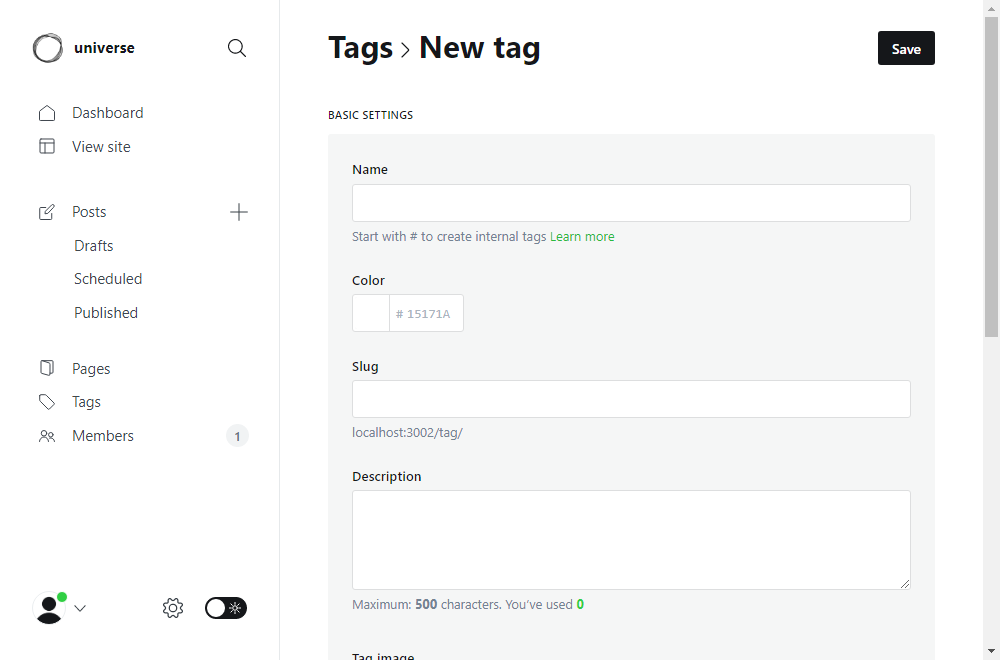 universe
Dashboard
View site
Posts
Drafts
Scheduled
Published
Pages
Tags
Members
1
Tags > New tag
Save
BASIC SETTINGS
Name
Start with # to create internal tags Learn more
Color
# 15171A
Slug
localhost:3002/tag/
Description
Maximum: 500 characters. You’ve used 0
Tag image